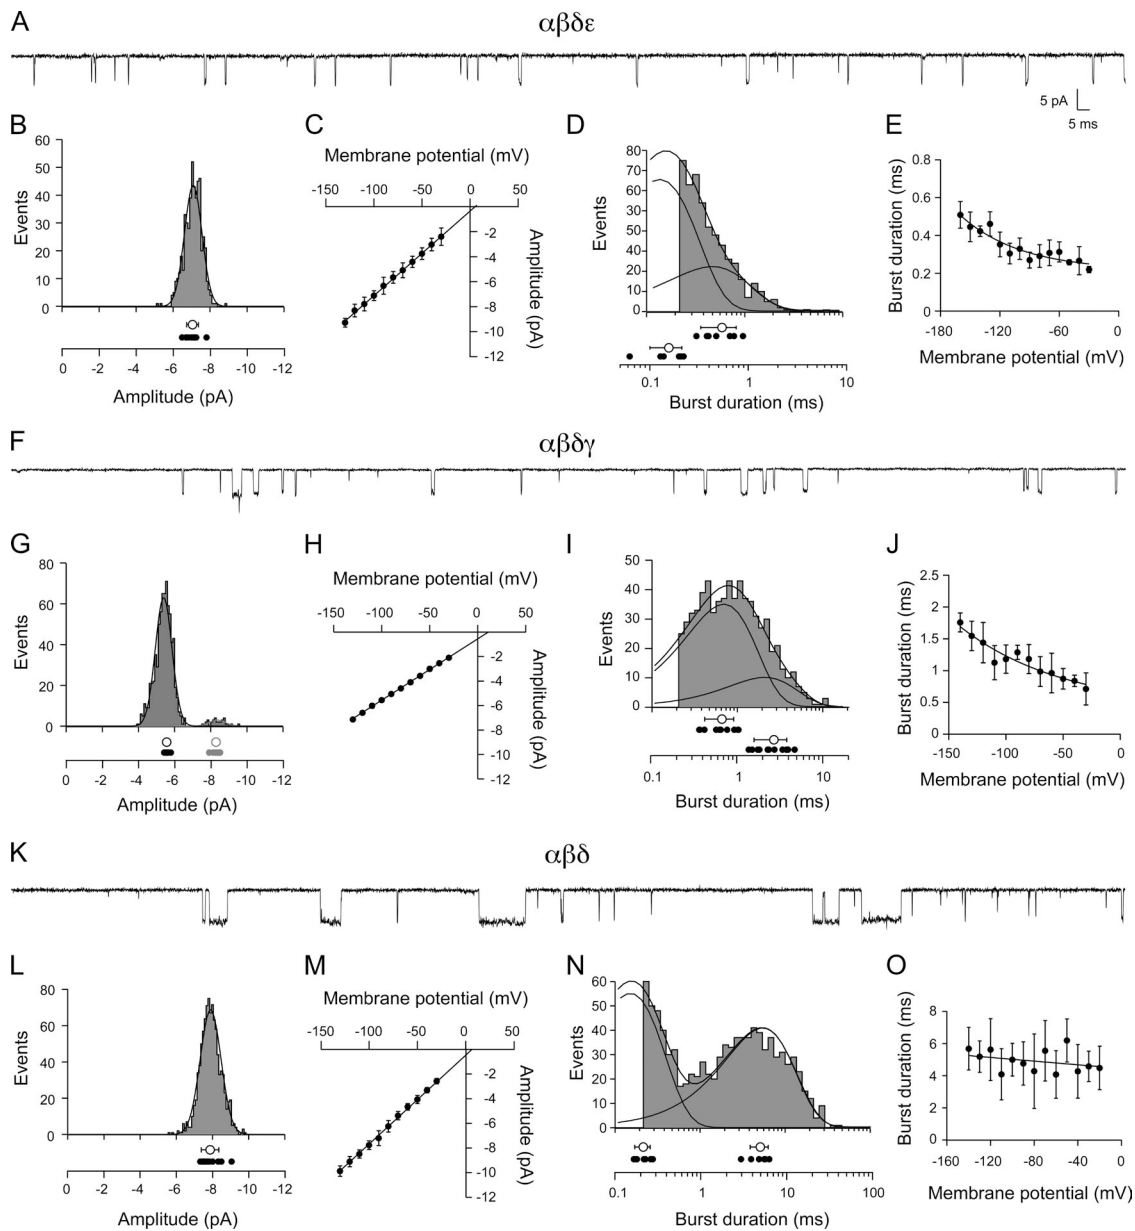 A
αβδε
5 pA
5 ms
B
C
D
E
Membrane potential (mV)
-150 -100 -50 0 50
60
50
40
30
20
10
0
Events
-2
-4
-6
-8
-10
-12
Amplitude (pA)
80
70
60
50
40
30
20
10
0
Events
0.8
0.6
0.4
0.2
0
Burst duration (ms)
-180 -120 -60 0
Membrane potential (mV)
0 -2 -4 -6 -8 -10 -12
Amplitude (pA)
0.1 1 10
Burst duration (ms)
F
αβδγ
G
H
I
J
Membrane potential (mV)
-150 -100 -50 0 50
80
60
40
20
0
Events
-2
-4
-6
-8
-10
-12
Amplitude (pA)
50
40
30
20
10
0
Events
2.5
2
1.5
1
0.5
0
Burst duration (ms)
-150 -100 -50 0
Membrane potential (mV)
0 -2 -4 -6 -8 -10 -12
Amplitude (pA)
0.1 1 10
Burst duration (ms)
K
αβδ
L
M
N
O
Membrane potential (mV)
-150 -100 -50 0 50
80
60
40
20
0
Events
-2
-4
-6
-8
-10
-12
Amplitude (pA)
60
50
40
30
20
10
0
Events
10
8
6
4
2
0
Burst duration (ms)
-160 -120 -80 -40 0
Membrane potential (mV)
0 -2 -4 -6 -8 -10 -12
Amplitude (pA)
0.1 1 10 100
Burst duration (ms)